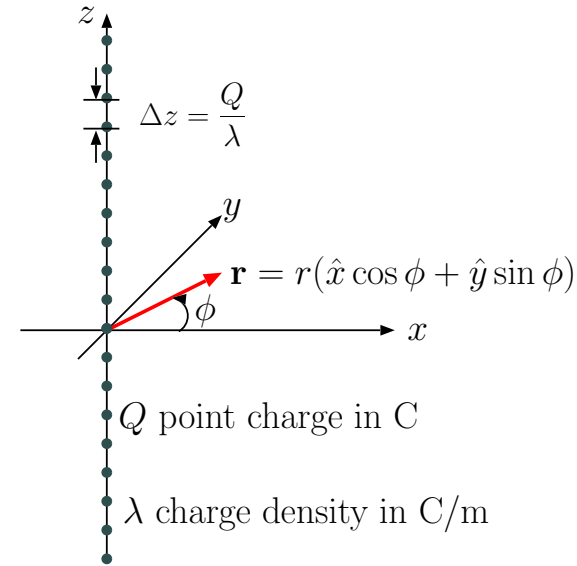 z
Δz = Q/λ
y
𝐫 = r(x̂ cos ϕ + ŷ sin ϕ)
ϕ
x
Q point charge in C
λ charge density in C/m